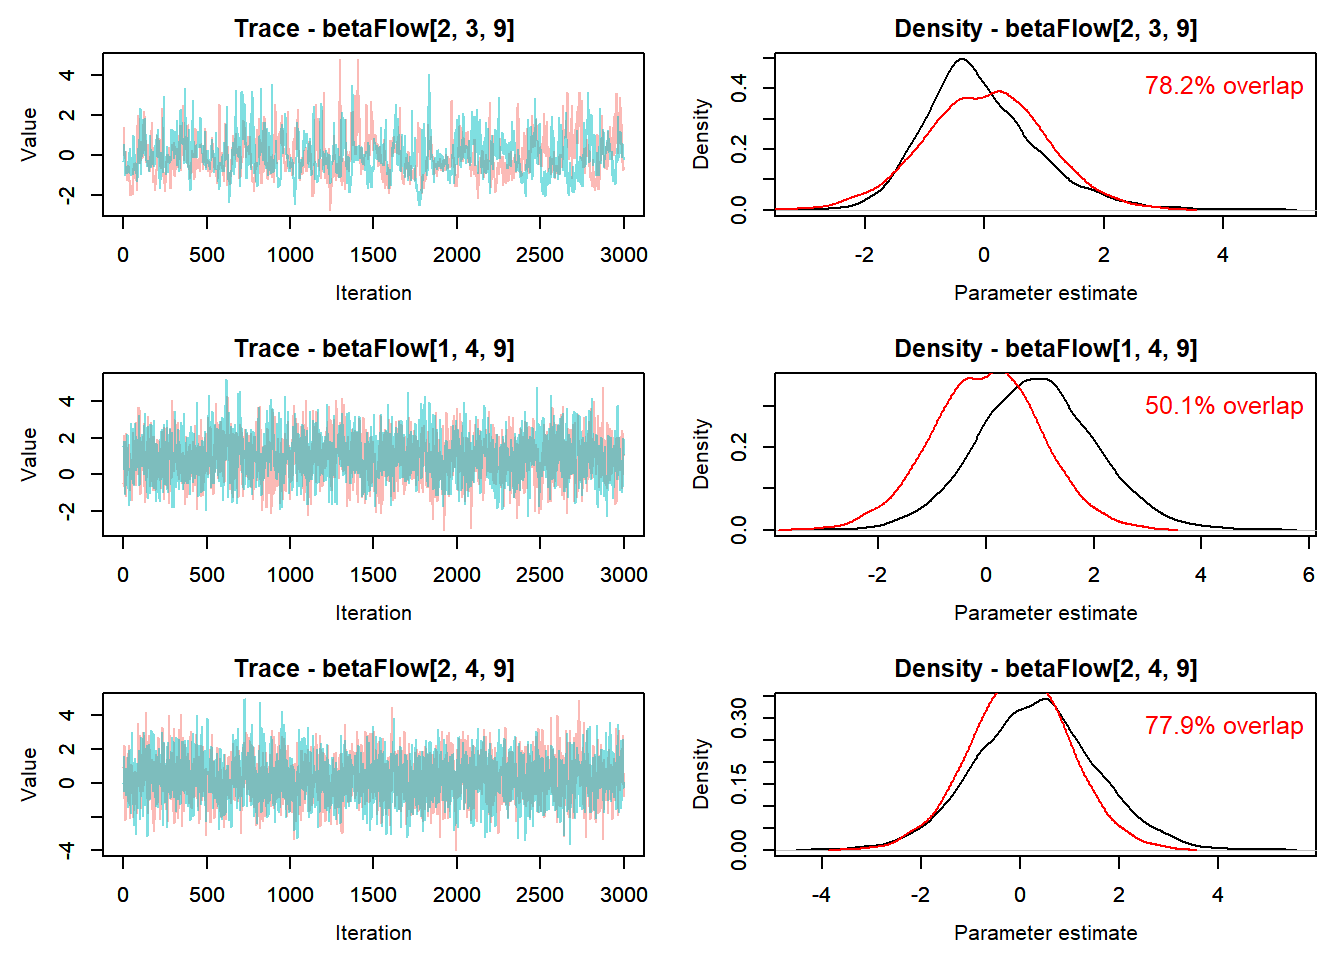 Trace - betaFlow[2, 3, 9]
Value
4
2
0
-2
0 500 1000 1500 2000 2500 3000
Iteration
Density - betaFlow[2, 3, 9]
Density
0.4
0.2
0.0
78.2% overlap
-2 0 2 4
Parameter estimate
Trace - betaFlow[1, 4, 9]
Value
4
2
0
-2
0 500 1000 1500 2000 2500 3000
Iteration
Density - betaFlow[1, 4, 9]
Density
0.2
0.0
50.1% overlap
-2 0 2 4 6
Parameter estimate
Trace - betaFlow[2, 4, 9]
Value
4
2
0
-4
0 500 1000 1500 2000 2500 3000
Iteration
Density - betaFlow[2, 4, 9]
Density
0.30
0.15
0.00
77.9% overlap
-4 -2 0 2 4
Parameter estimate